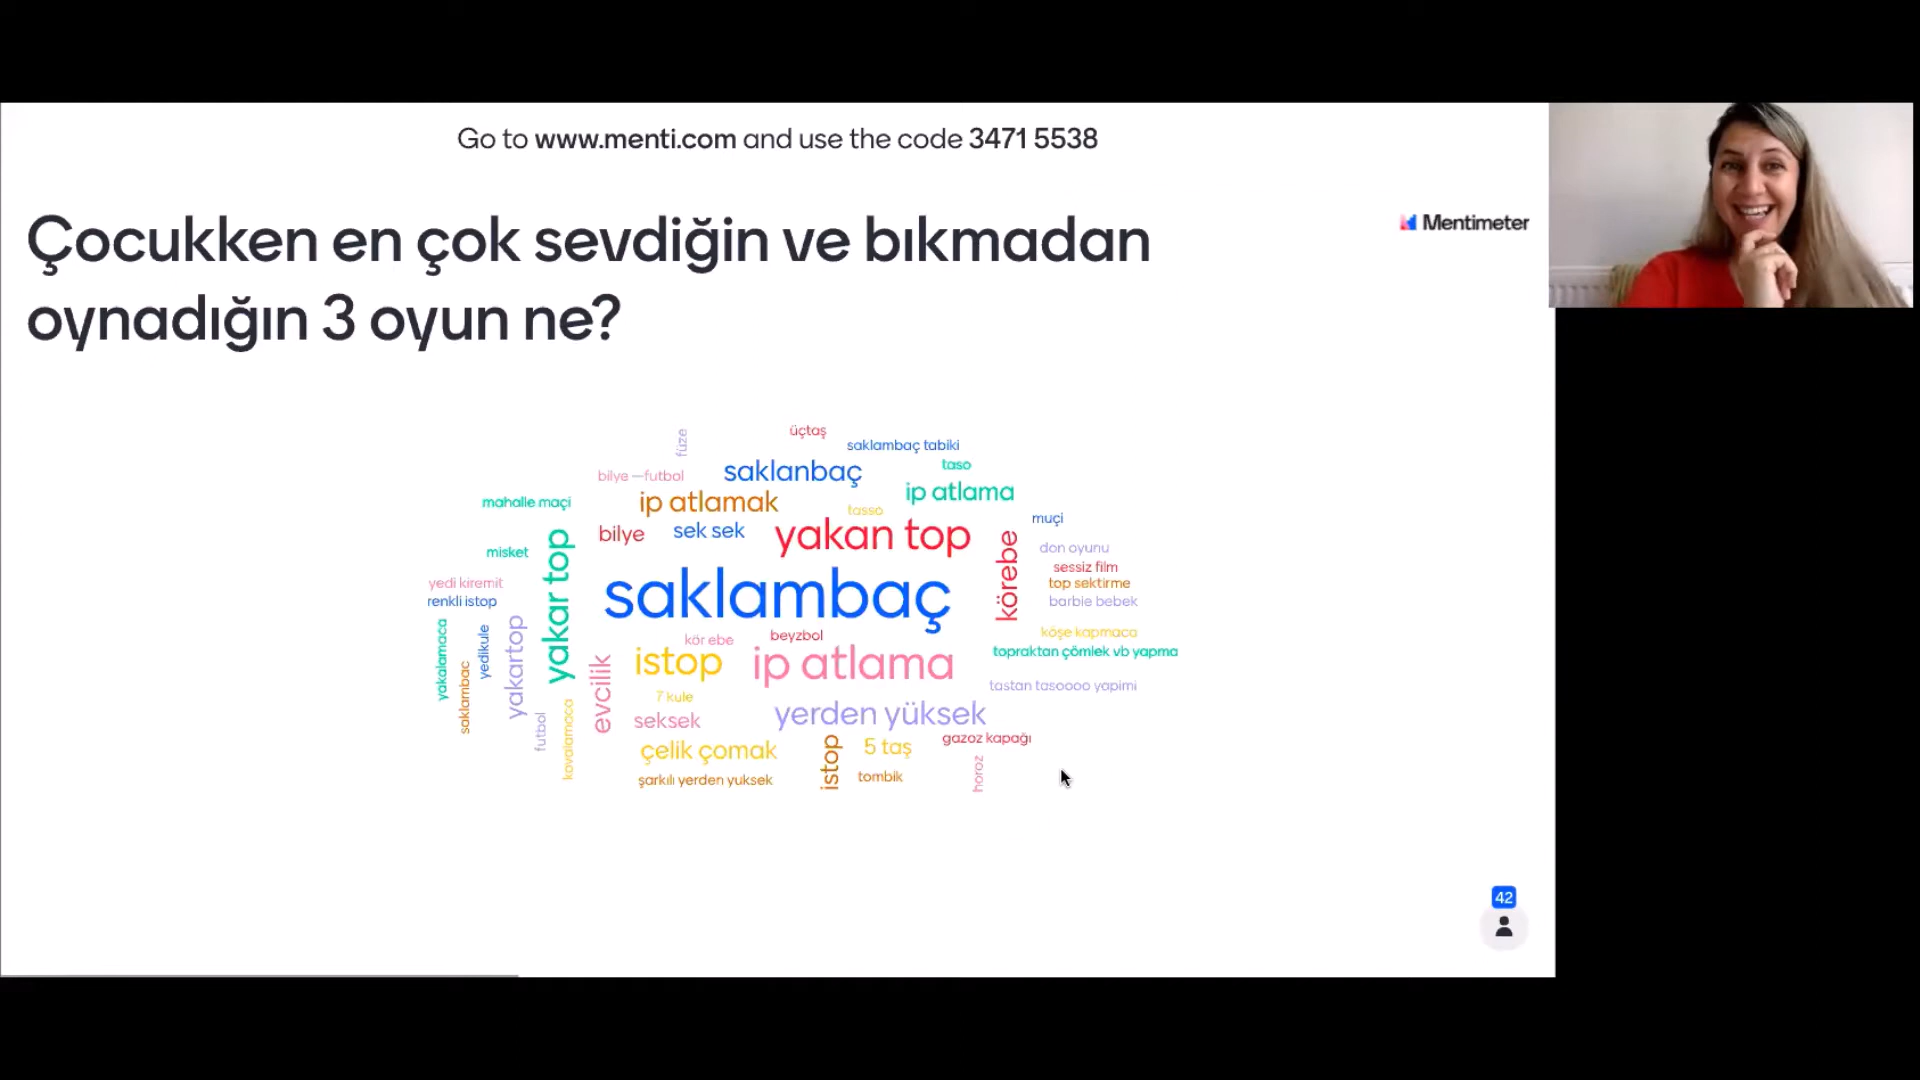 Go to www.menti.com and use the code 3471 5538
Çocukken en çok sevdiğin ve bıkmadan
oynadığın 3 oyun ne?
Mentimeter
füze
üçtaş
saklambaç tabiki
bilye —futbol
saklanbaç
taso
mahalle maçi
ip atlamak
tasso
ip atlama
bilye
sek sek
yakan top
muçi
misket
yakar top
körebe
don oyunu
sessiz film
yedi kiremit
top sektirme
renkli istop
saklambaç
barbie bebek
yakalamaca
saklambac
yedikule
yakartop
kör ebe
beyzbol
köşe kapmaca
evcilik
istop
ip atlama
topraktan çömlek vb yapma
tastan tasoooo yapimi
7 kule
futbol
kovalamaca
seksek
yerden yüksek
çelik çomak
istop
5 taş
gazoz kapağı
şarkılı yerden yuksek
tombik
horoz
42